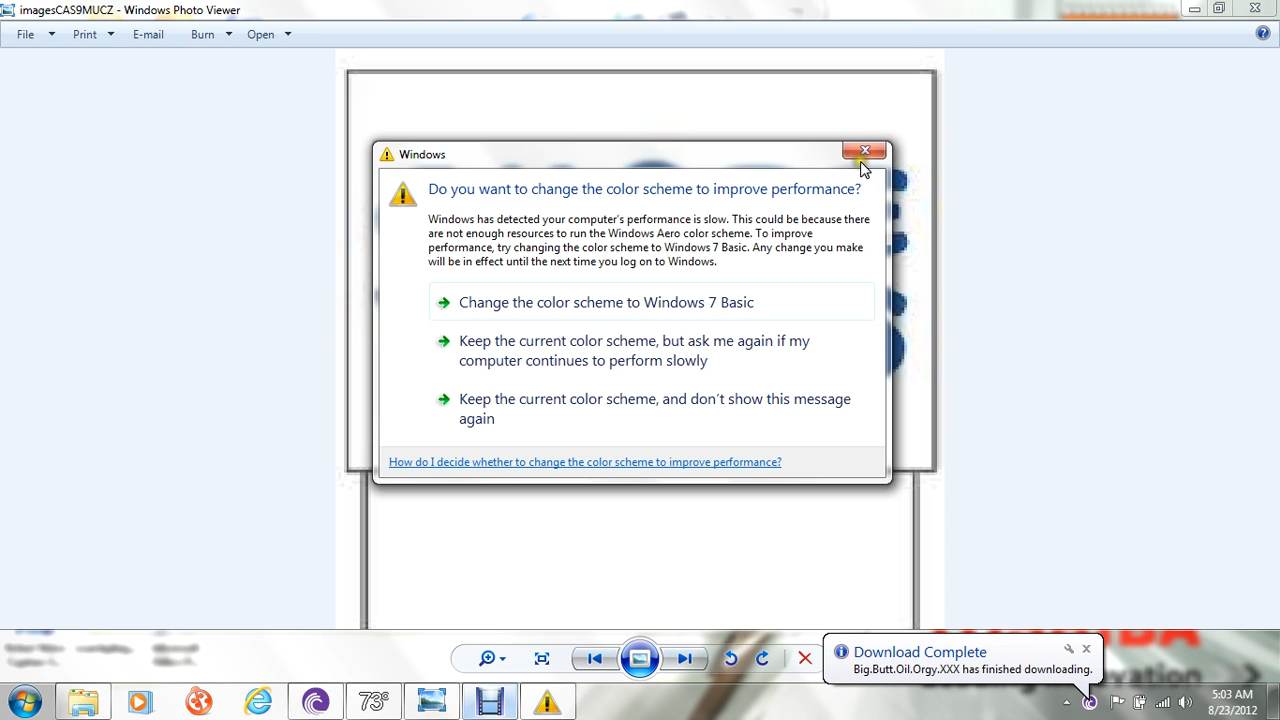 imagesCAS9MUCZ - Windows Photo Viewer
File Print E-mail Burn Open
Windows
Do you want to change the color scheme to improve performance?
Windows has detected your computer's performance is slow. This could be because there
are not enough resources to run the Windows Aero color scheme. To improve
performance, try changing the color scheme to Windows 7 Basic. Any change you make
will be in effect until the next time you log on to Windows.
Change the color scheme to Windows 7 Basic
Keep the current color scheme, but ask me again if my
computer continues to perform slowly
Keep the current color scheme, and don't show this message
again
How do I decide whether to change the color scheme to improve performance?
Download Complete
Big.Butt.Oil.Orgy.XXX has finished downloading.
73°
5:03 AM
8/23/2012